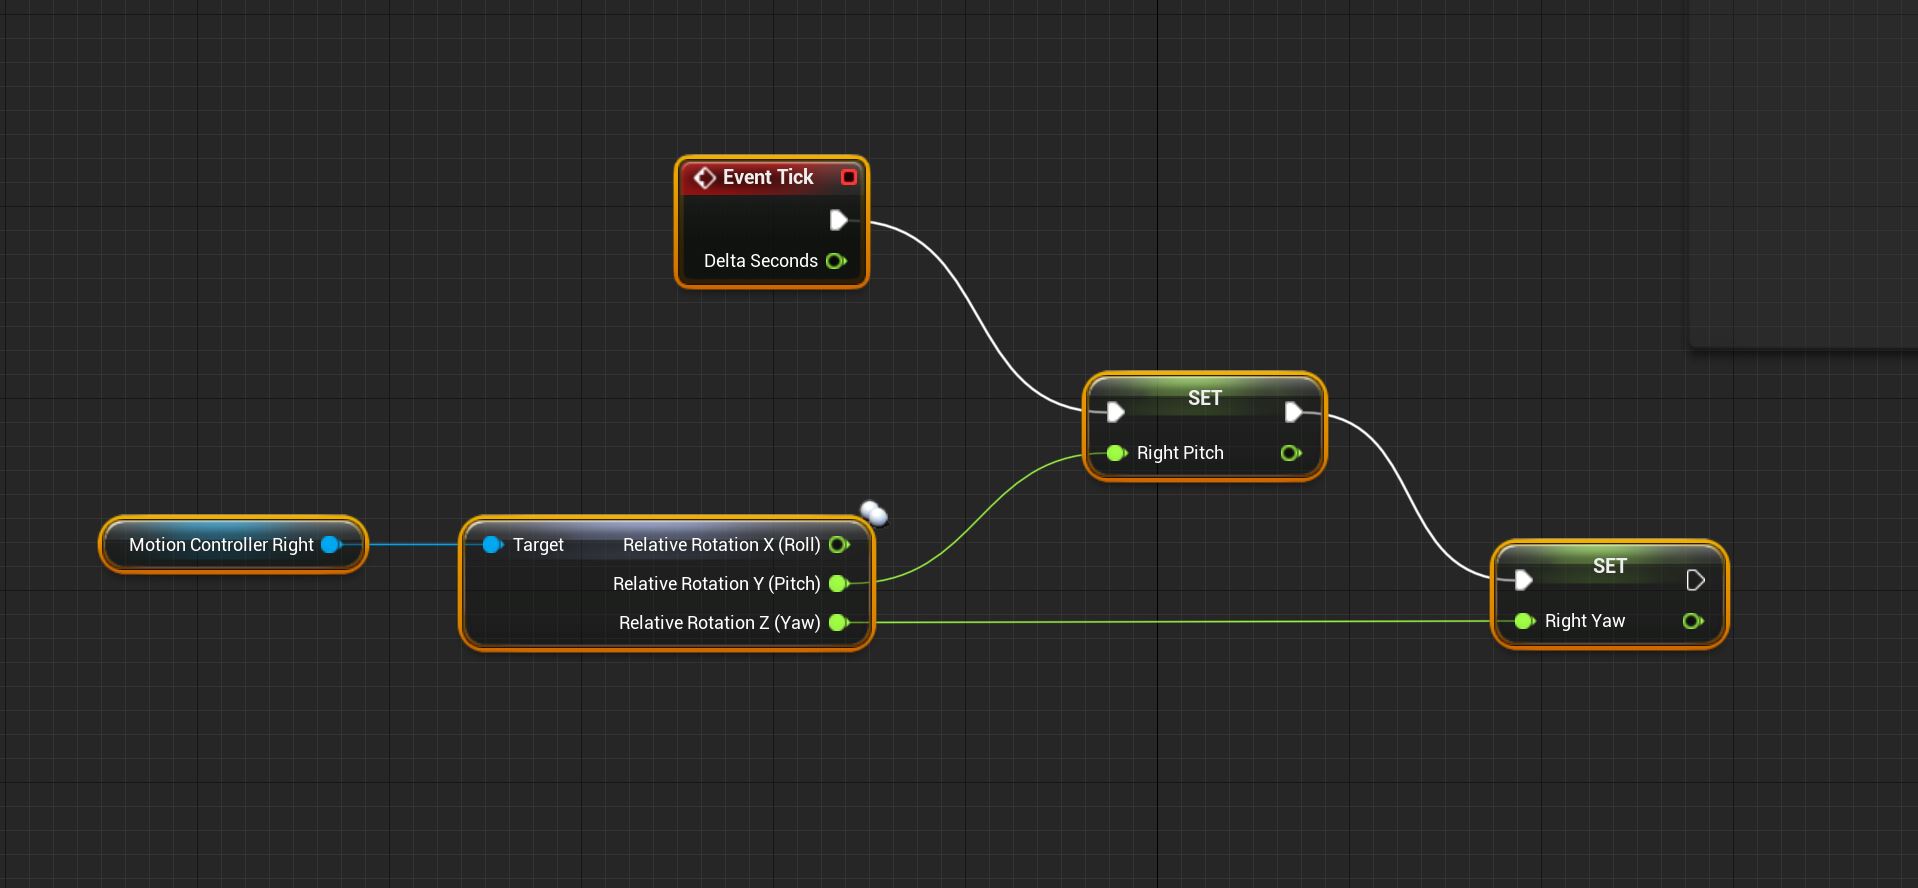 Event Tick
Delta Seconds
SET
Right Pitch
Motion Controller Right
Target
Relative Rotation X (Roll)
Relative Rotation Y (Pitch)
Relative Rotation Z (Yaw)
SET
Right Yaw